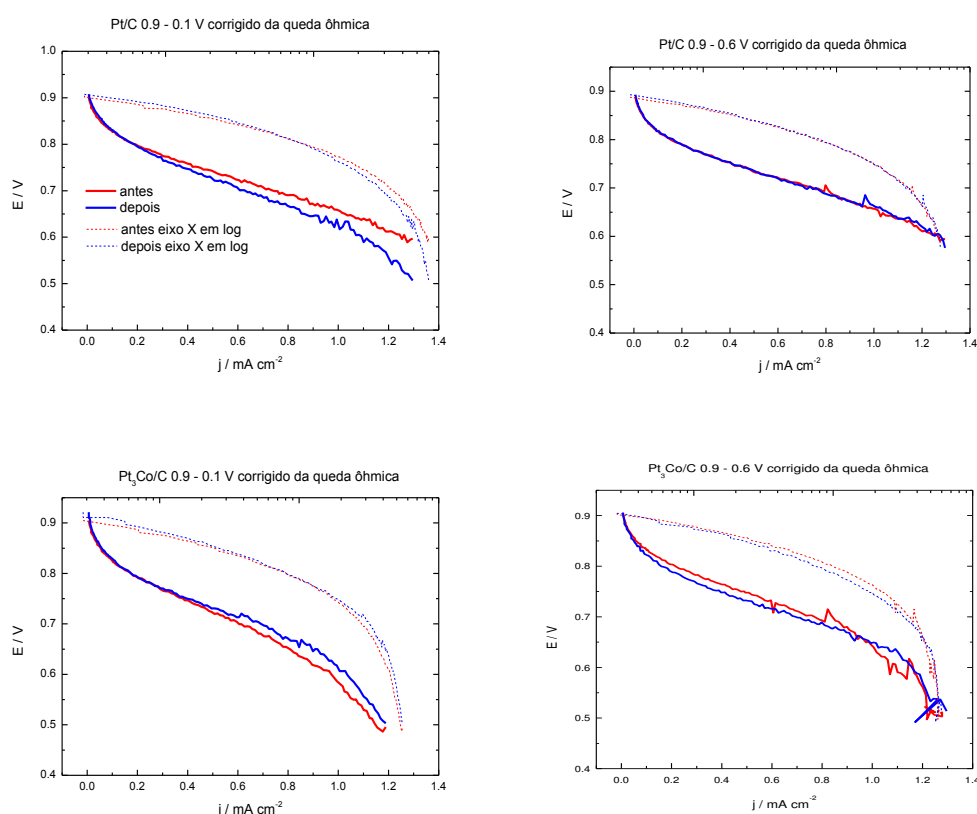 Pt/C 0.9 - 0.1 V corrigido da queda ôhmica
1.0
0.9
0.8
0.7
0.6
0.5
0.4
E / V
antes
depois
antes eixo X em log
depois eixo X em log
0.0 0.2 0.4 0.6 0.8 1.0 1.2 1.4
j / mA cm⁻²
Pt/C 0.9 - 0.6 V corrigido da queda ôhmica
0.9
0.8
0.7
0.6
0.5
0.4
E / V
0.0 0.2 0.4 0.6 0.8 1.0 1.2 1.4
j / mA cm⁻²
Pt₃Co/C 0.9 - 0.1 V corrigido da queda ôhmica
0.9
0.8
0.7
0.6
0.5
0.4
E / V
0.0 0.2 0.4 0.6 0.8 1.0 1.2 1.4
j / mA cm⁻²
Pt₃Co/C 0.9 - 0.6 V corrigido da queda ôhmica
0.9
0.8
0.7
0.6
0.5
0.4
E / V
0.0 0.2 0.4 0.6 0.8 1.0 1.2 1.4
j / mA cm⁻²